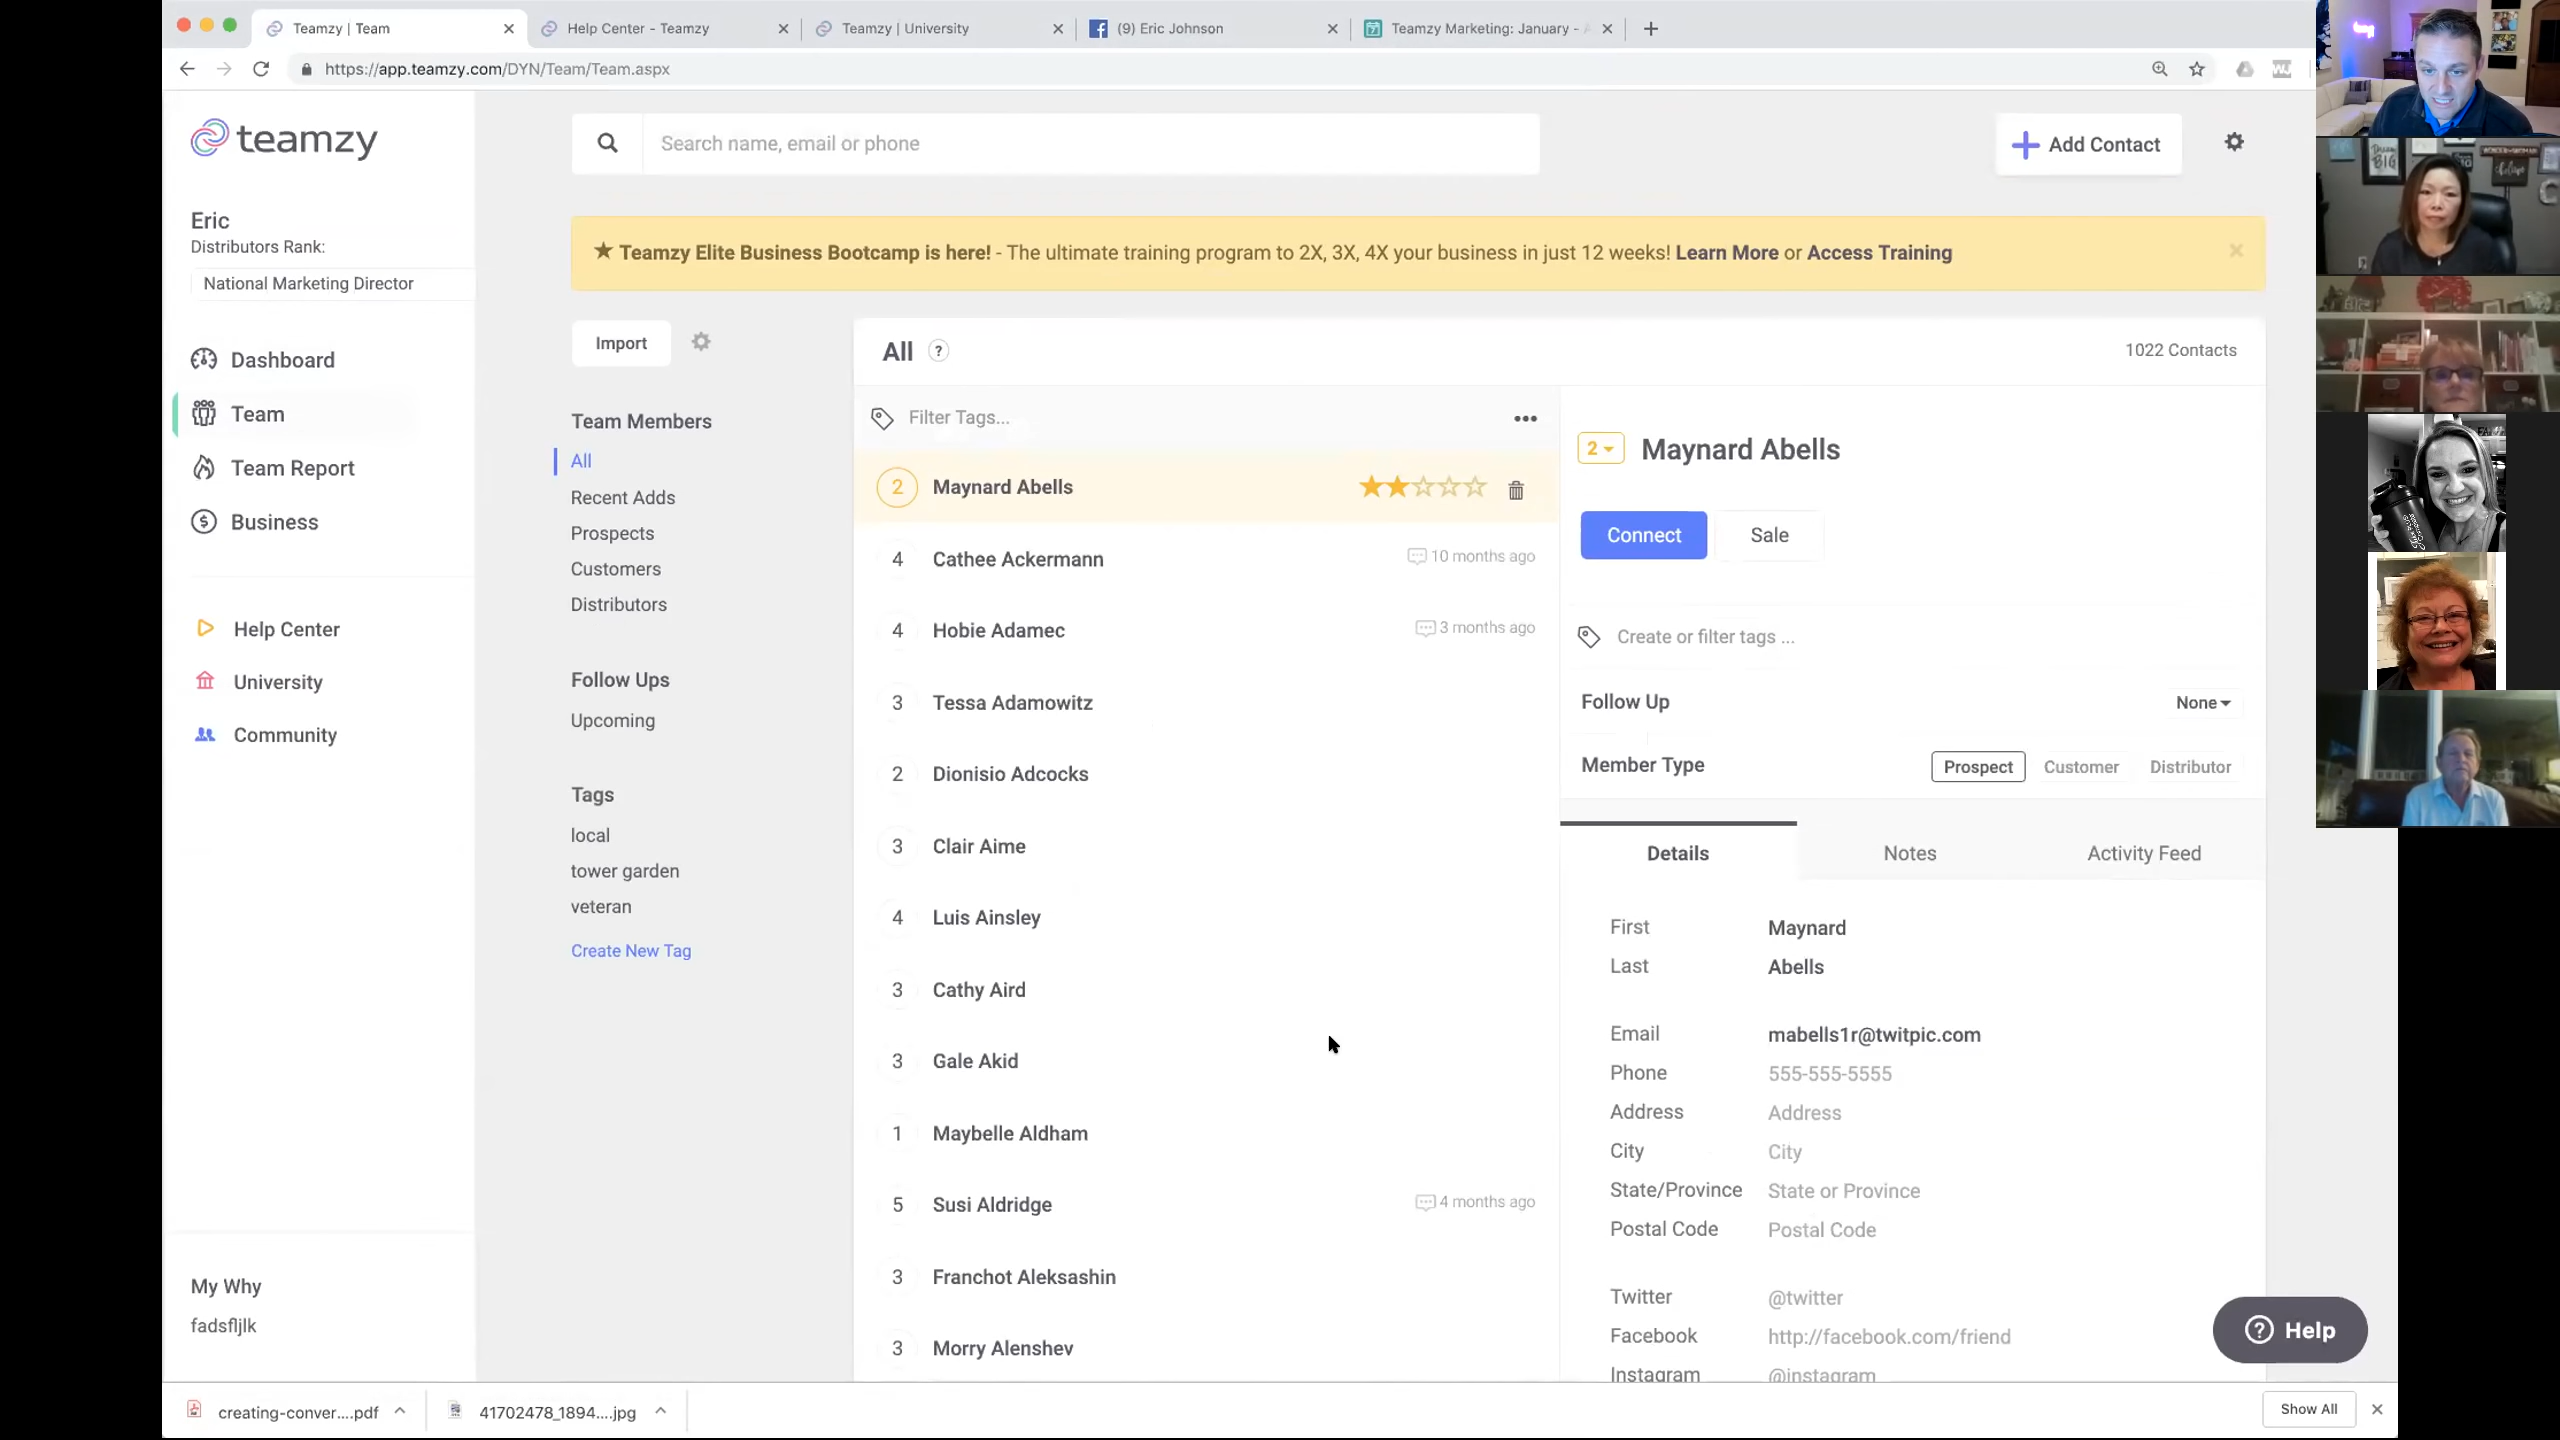 Teamzy | Team
Help Center - Teamzy
Teamzy | University
(9) Eric Johnson
Teamzy Marketing: January -
https://app.teamzy.com/DYN/Team/Team.aspx
teamzy
Eric
Distributors Rank:
National Marketing Director
Dashboard
Team
Team Report
Business
Help Center
University
Community
My Why
fadsfljlk
Search name, email or phone
Add Contact
★ Teamzy Elite Business Bootcamp is here! - The ultimate training program to 2X, 3X, 4X your business in just 12 weeks! Learn More or Access Training
Import
Team Members
All
Recent Adds
Prospects
Customers
Distributors
Follow Ups
Upcoming
Tags
local
tower garden
veteran
Create New Tag
All ?
1022 Contacts
Filter Tags...
2 Maynard Abells
4 Cathee Ackermann 10 months ago
4 Hobie Adamec 3 months ago
3 Tessa Adamowitz
2 Dionisio Adcocks
3 Clair Aime
4 Luis Ainsley
3 Cathy Aird
3 Gale Akid
1 Maybelle Aldham
5 Susi Aldridge 4 months ago
3 Franchot Aleksashin
3 Morry Alenshev
2 Maynard Abells
Connect Sale
Create or filter tags ...
Follow Up None
Member Type Prospect Customer Distributor
Details Notes Activity Feed
First Maynard
Last Abells
Email mabells1r@twitpic.com
Phone 555-555-5555
Address Address
City City
State/Province State or Province
Postal Code Postal Code
Twitter @twitter
Facebook http://facebook.com/friend
Instagram @instagram
Help
creating-conver....pdf
41702478_1894....jpg
Show All
DREAM
BIG